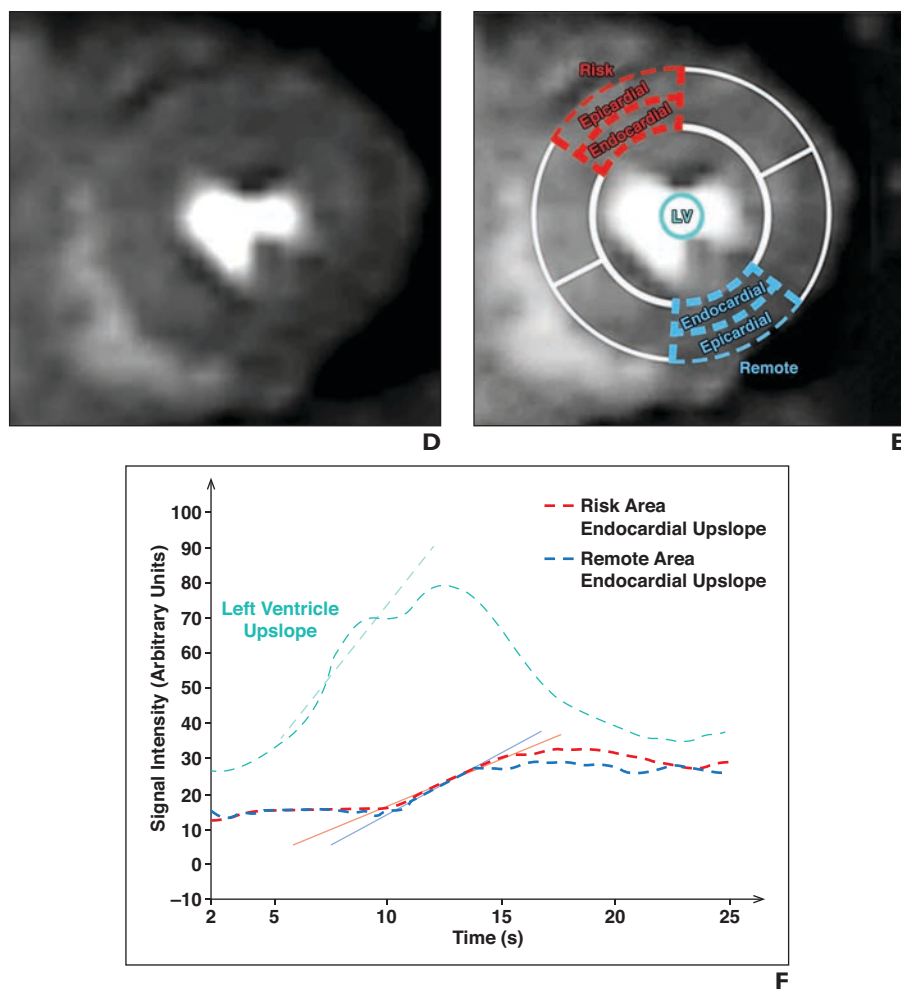 D
Risk
Epicardial
Endocardial
LV
Endocardial
Epicardial
Remote
E
Signal Intensity (Arbitrary Units)
100
90
80
70
60
50
40
30
20
10
0
–10
Left Ventricle
Upslope
Risk Area
Endocardial Upslope
Remote Area
Endocardial Upslope
2
5
10
15
20
25
Time (s)
F